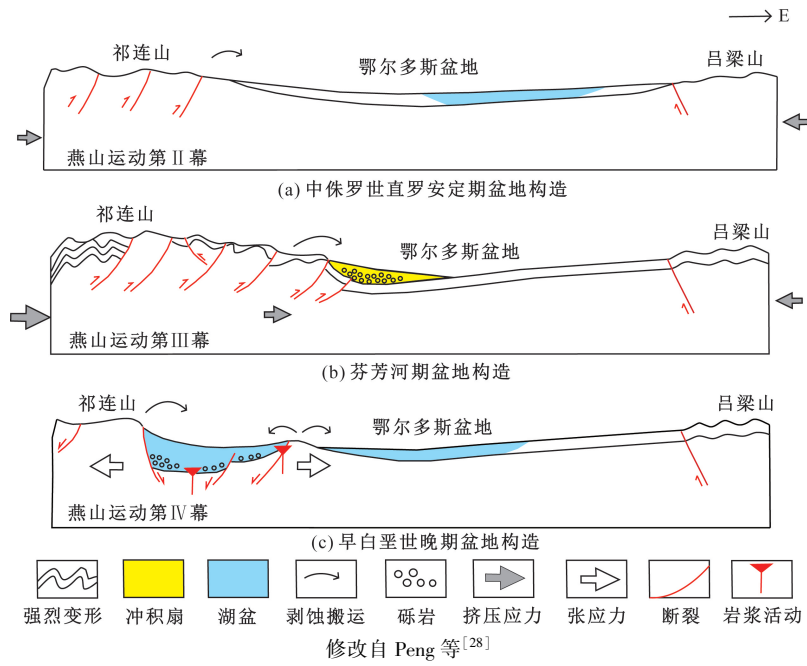 E
祁连山
鄂尔多斯盆地
吕梁山
燕山运动第Ⅱ幕
(a) 中侏罗世直罗安定期盆地构造
祁连山
鄂尔多斯盆地
吕梁山
燕山运动第Ⅲ幕
(b) 芬芳河期盆地构造
祁连山
鄂尔多斯盆地
吕梁山
燕山运动第Ⅳ幕
(c) 早白垩世晚期盆地构造
强烈变形 冲积扇 湖盆 剥蚀搬运 砾岩 挤压应力 张应力 断裂 岩浆活动
修改自 Peng 等[28]